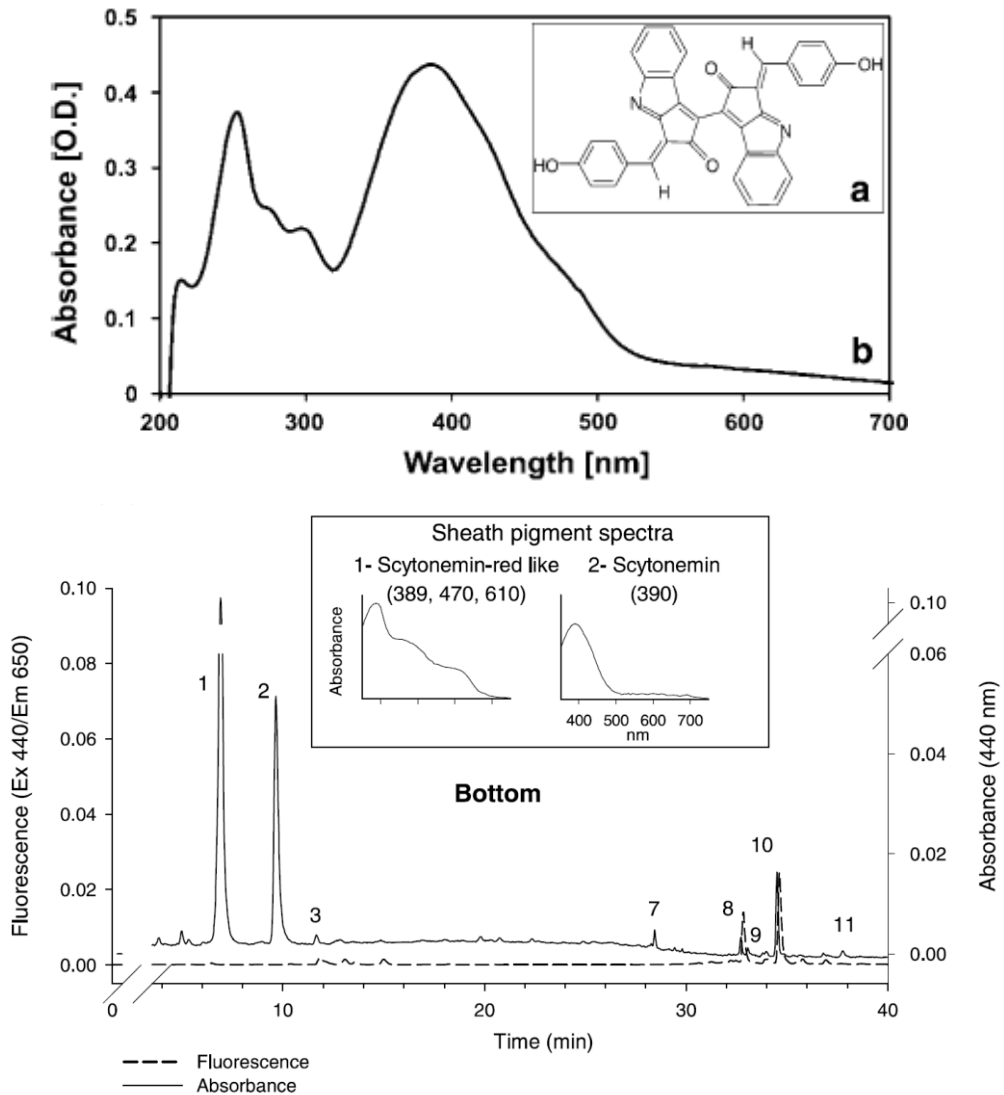 0.5
0.4
0.3
0.2
0.1
0
Absorbance [O.D.]
200
300
400
500
600
700
Wavelength [nm]
H
O
OH
N
N
HO
O
H
a
b
Sheath pigment spectra
1- Scytonemin-red like
(389, 470, 610)
2- Scytonemin
(390)
Absorbance
400 500 600 700
nm
Bottom
Fluorescence (Ex 440/Em 650)
0.10
0.08
0.06
0.04
0.02
0.00
Absorbance (440 nm)
0.10
0.06
0.04
0.02
0.00
1
2
3
7
8
9
10
11
0
10
20
30
40
Time (min)
Fluorescence
Absorbance